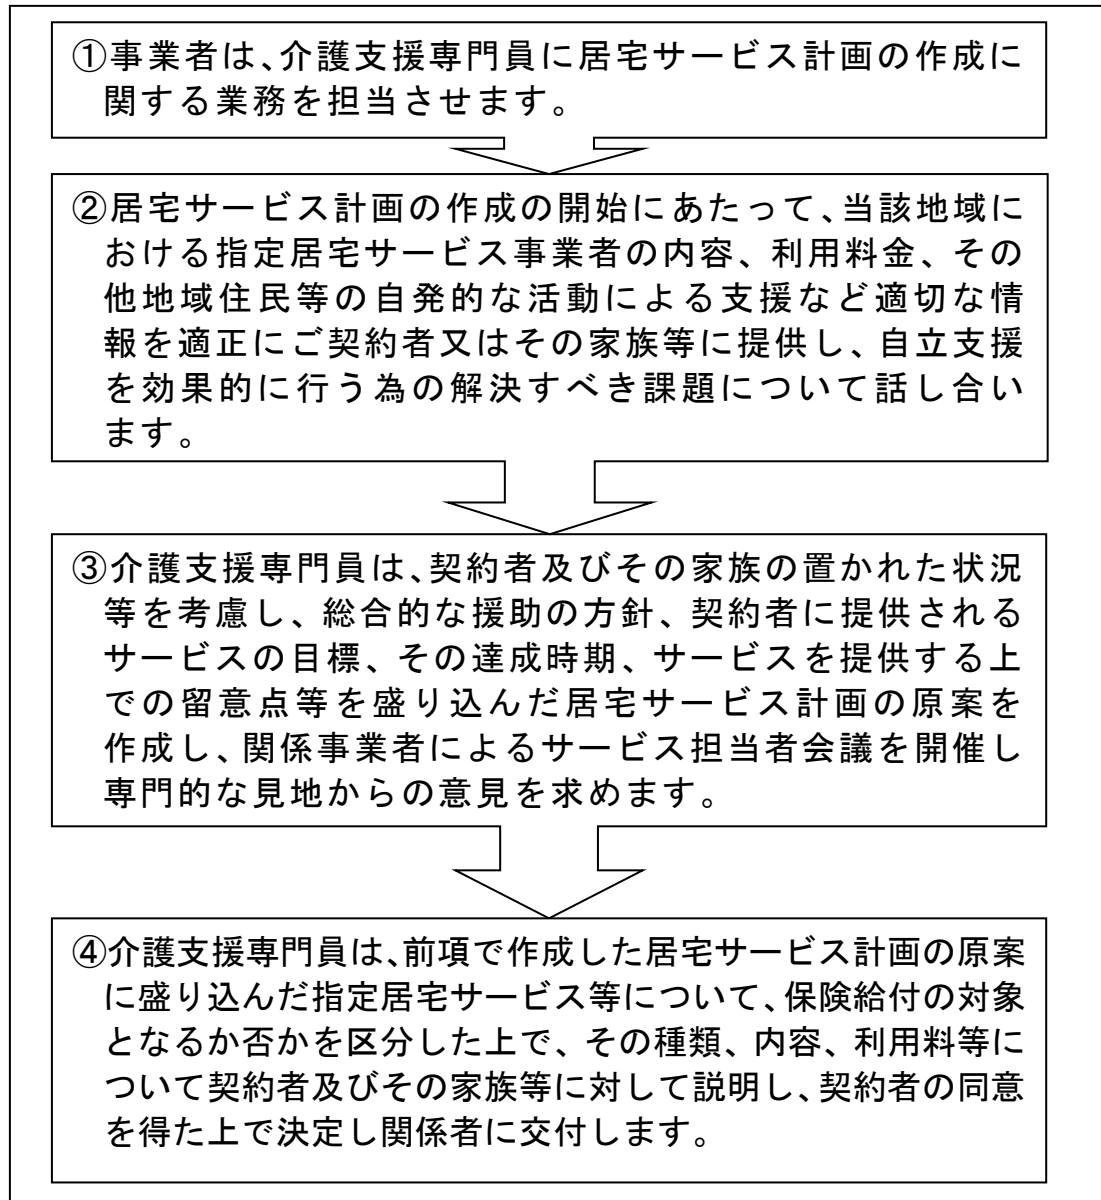 ①事業者は、介護支援専門員に居宅サービス計画の作成に
関する業務を担当させます。
②居宅サービス計画の作成の開始にあたって、当該地域に
おける指定居宅サービス事業者の内容、利用料金、その
他地域住民等の自発的な活動による支援など適切な情
報を適正にご契約者又はその家族等に提供し、自立支援
を効果的に行う為の解決すべき課題について話し合い
ます。
③介護支援専門員は、契約者及びその家族の置かれた状況
等を考慮し、総合的な援助の方針、契約者に提供される
サービスの目標、その達成時期、サービスを提供する上
での留意点等を盛り込んだ居宅サービス計画の原案を
作成し、関係事業者によるサービス担当者会議を開催し
専門的な見地からの意見を求めます。
④介護支援専門員は、前項で作成した居宅サービス計画の原案
に盛り込んだ指定居宅サービス等について、保険給付の対象
となるか否かを区分した上で、その種類、内容、利用料等に
ついて契約者及びその家族等に対して説明し、契約者の同意
を得た上で決定し関係者に交付します。